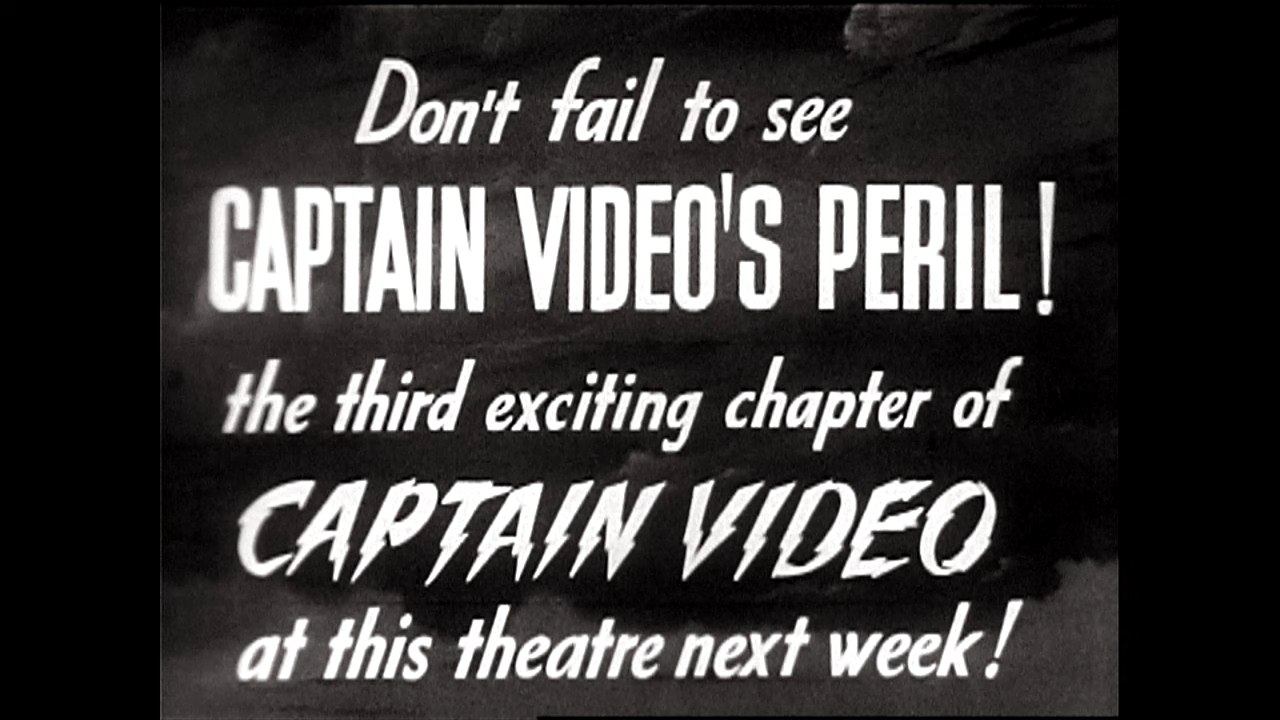 Don't fail to see
CAPTAIN VIDEO'S PERIL!
the third exciting chapter of
CAPTAIN VIDEO
at this theatre next week!